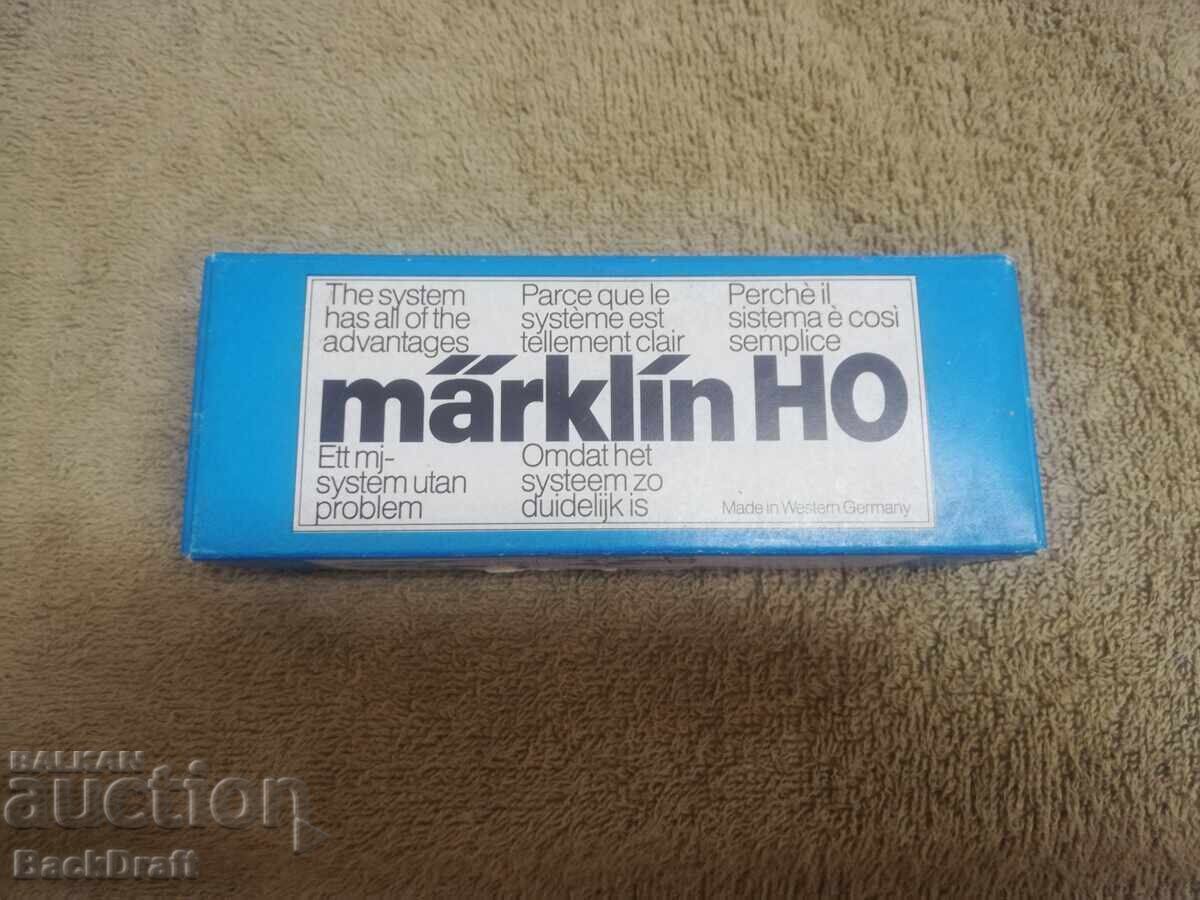 The system
has all of the
advantages
Parce que le
système est
tellement clair
Perchè il
sistema è così
semplice
märklin HO
Ett mj-
system utan
problem
Omdat het
systeem zo
duidelijk is
Made in Western Germany
BALKAN
auction
BackDraft